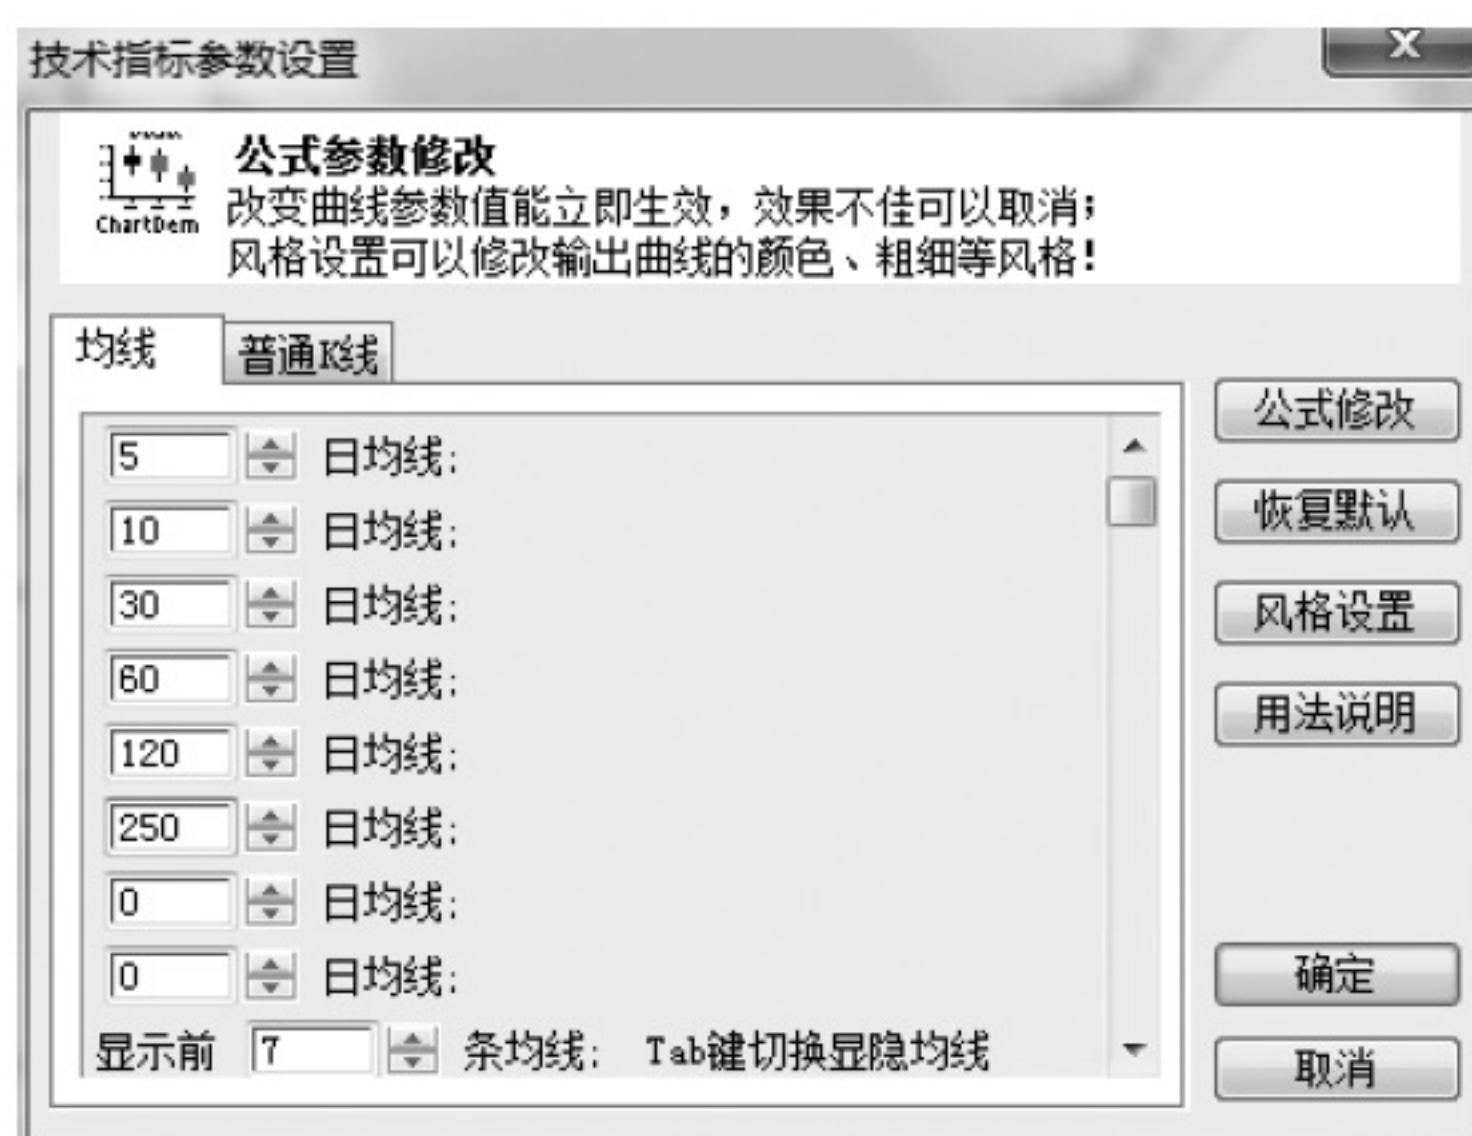 技术指标参数设置
X
公式参数修改
改变曲线参数值能立即生效，效果不佳可以取消；
ChartDem
风格设置可以修改输出曲线的颜色、粗细等风格！
均线
普通K线
公式修改
5 日均线：
10 日均线：
恢复默认
30 日均线：
风格设置
60 日均线：
用法说明
120 日均线：
250 日均线：
0 日均线：
0 日均线：
确定
显示前 7 条均线： Tab键切换显隐均线
取消